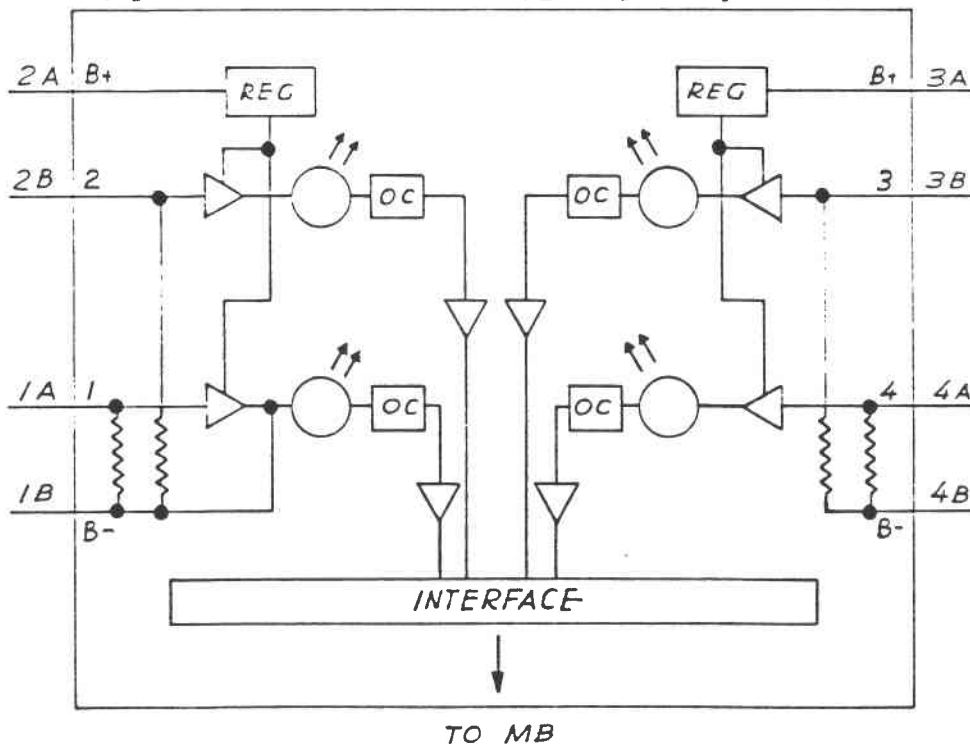 2A B+ REG REG B+ 3A
2B 2 OC OC 3 3B
1A 1 OC OC 4 4A
1B B- B- 4B
INTERFACE
TO MB